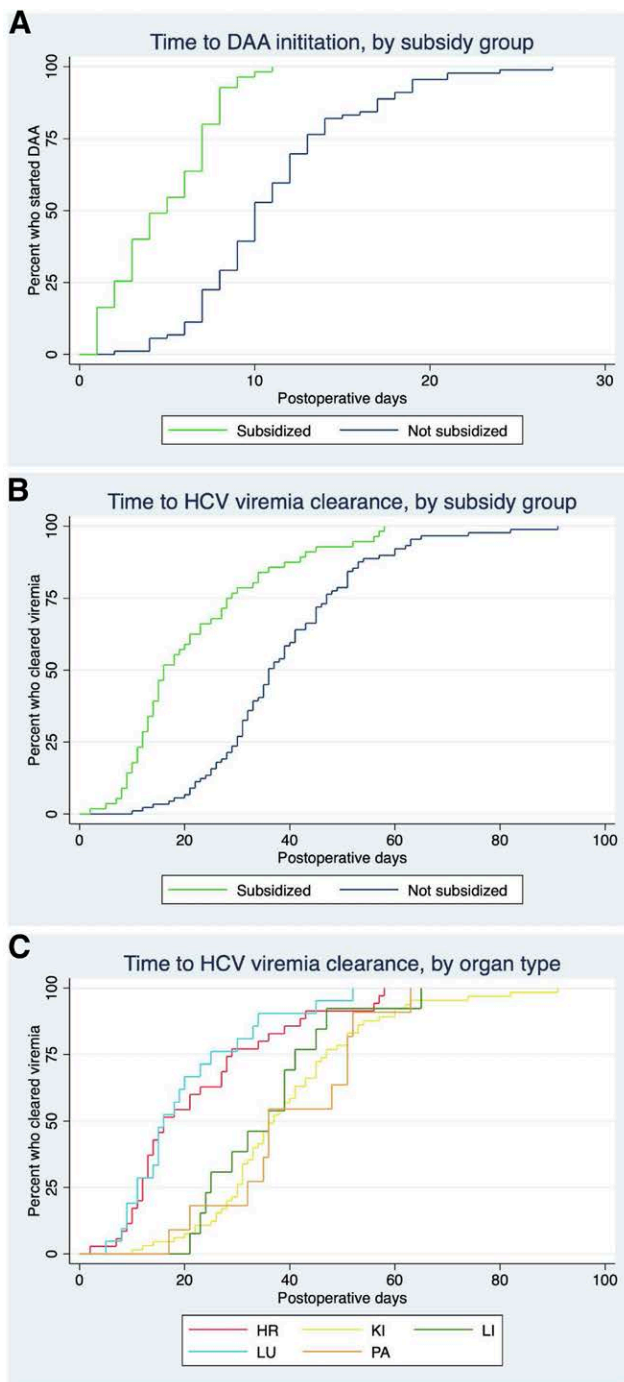 A
Time to DAA inititation, by subsidy group
Percent who started DAA
100
75
50
25
0
0 10 20 30
Postoperative days
Subsidized Not subsidized
B
Time to HCV viremia clearance, by subsidy group
Percent who cleared viremia
100
75
50
25
0
0 20 40 60 80 100
Postoperative days
Subsidized Not subsidized
C
Time to HCV viremia clearance, by organ type
Percent who cleared viremia
100
75
50
25
0
0 20 40 60 80 100
Postoperative days
HR KI LI
LU PA